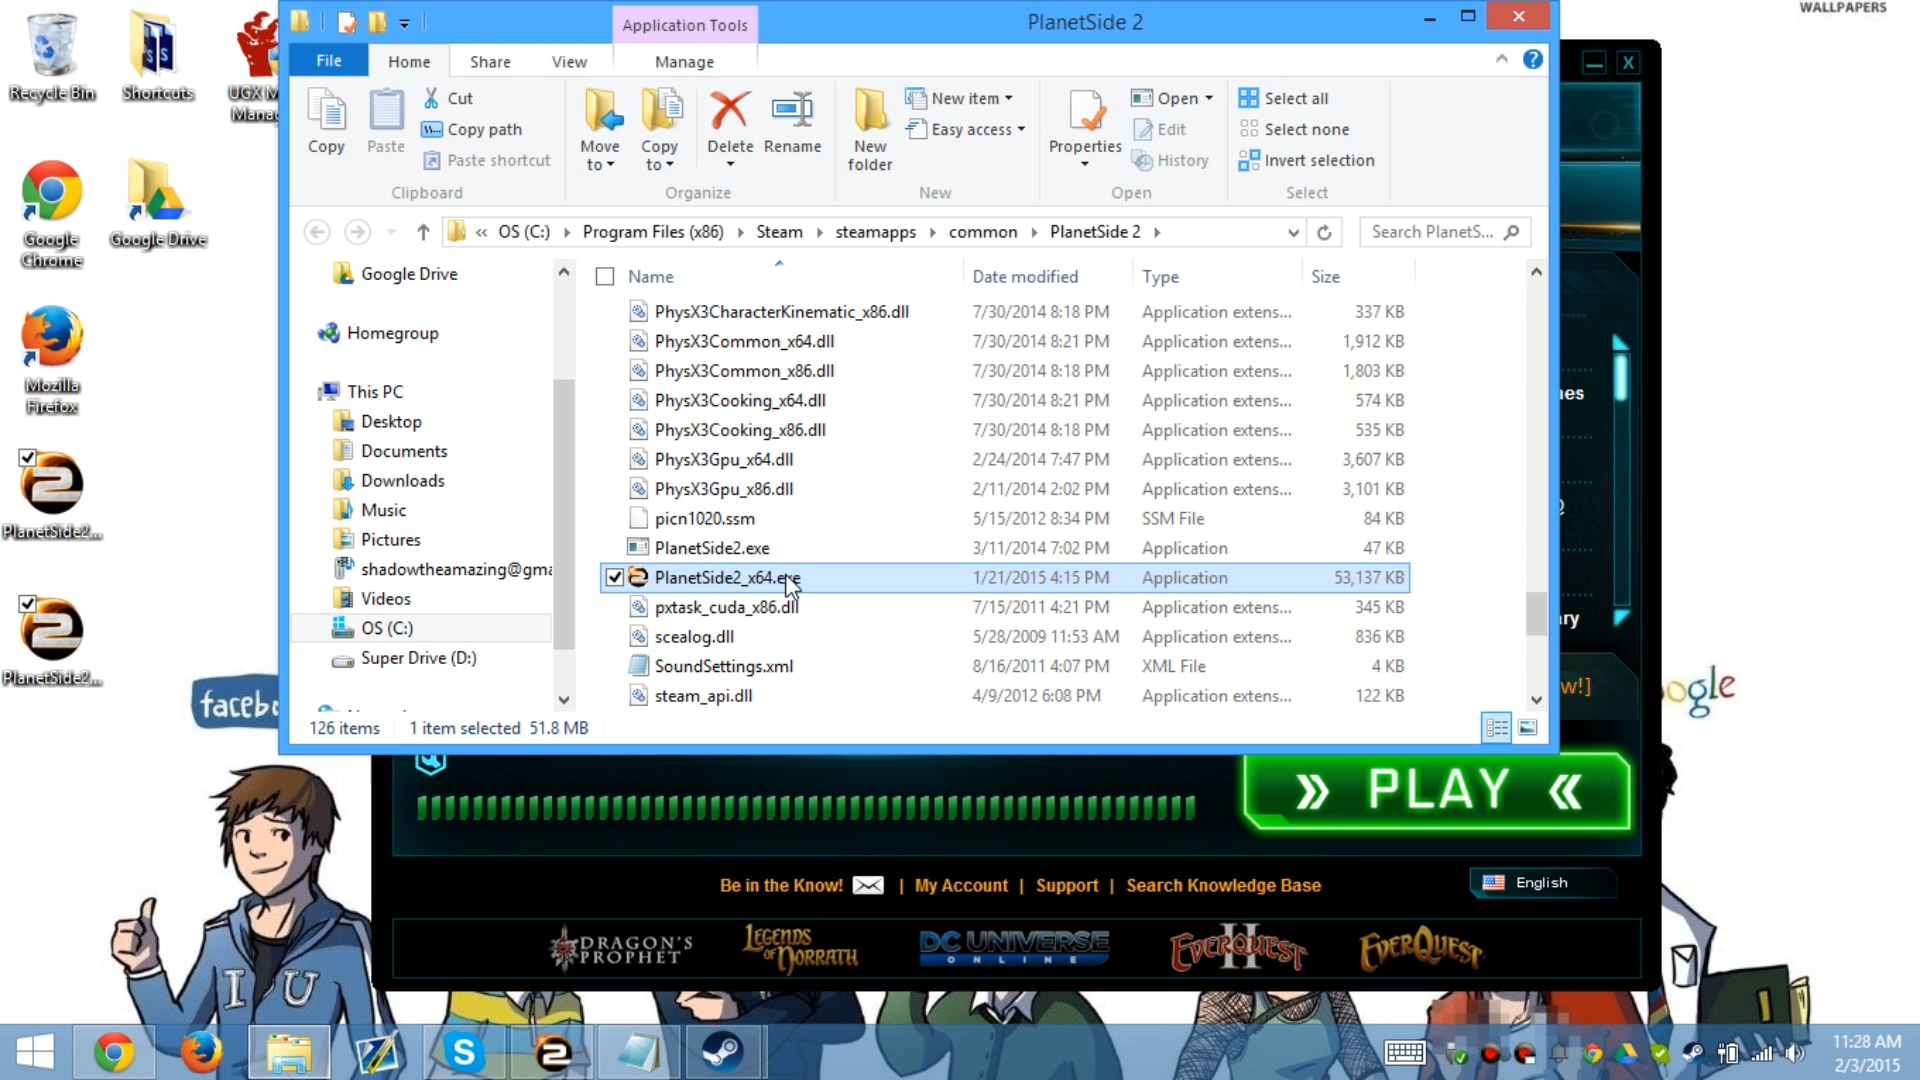 WALLPAPERS
Recycle Bin
Shortcuts
UGX M
Mana
Google Chrome
Google Drive
Mozilla Firefox
PlanetSide2...
PlanetSide2...
faceb
ogle
Application Tools
PlanetSide 2
File
Home
Share
View
Manage
Copy
Paste
Cut
Copy path
Paste shortcut
Clipboard
Move to
Copy to
Delete
Rename
Organize
New folder
New item
Easy access
New
Properties
Open
Edit
History
Open
Select all
Select none
Invert selection
Select
« OS (C:) Program Files (x86) Steam steamapps common PlanetSide 2
Search PlanetS...
Google Drive
Homegroup
This PC
Desktop
Documents
Downloads
Music
Pictures
shadowtheamazing@gma
Videos
OS (C:)
Super Drive (D:)
Name Date modified Type Size
PhysX3CharacterKinematic_x86.dll 7/30/2014 8:18 PM Application extens... 337 KB
PhysX3Common_x64.dll 7/30/2014 8:21 PM Application extens... 1,912 KB
PhysX3Common_x86.dll 7/30/2014 8:18 PM Application extens... 1,803 KB
PhysX3Cooking_x64.dll 7/30/2014 8:21 PM Application extens... 574 KB
PhysX3Cooking_x86.dll 7/30/2014 8:18 PM Application extens... 535 KB
PhysX3Gpu_x64.dll 2/24/2014 7:47 PM Application extens... 3,607 KB
PhysX3Gpu_x86.dll 2/11/2014 2:02 PM Application extens... 3,101 KB
picn1020.ssm 5/15/2012 8:34 PM SSM File 84 KB
PlanetSide2.exe 3/11/2014 7:02 PM Application 47 KB
PlanetSide2_x64.exe 1/21/2015 4:15 PM Application 53,137 KB
pxtask_cuda_x86.dll 7/15/2011 4:21 PM Application extens... 345 KB
scealog.dll 5/28/2009 11:53 AM Application extens... 836 KB
SoundSettings.xml 8/16/2011 4:07 PM XML File 4 KB
steam_api.dll 4/9/2012 6:08 PM Application extens... 122 KB
126 items 1 item selected 51.8 MB
X
nes
ry
w!]
» PLAY «
Be in the Know! | My Account | Support | Search Knowledge Base
English
DRAGON'S PROPHET
LEGENDS OF NORRATH
DC UNIVERSE ONLINE
EVERQUEST II
EVERQUEST
I U
11:28 AM
2/3/2015